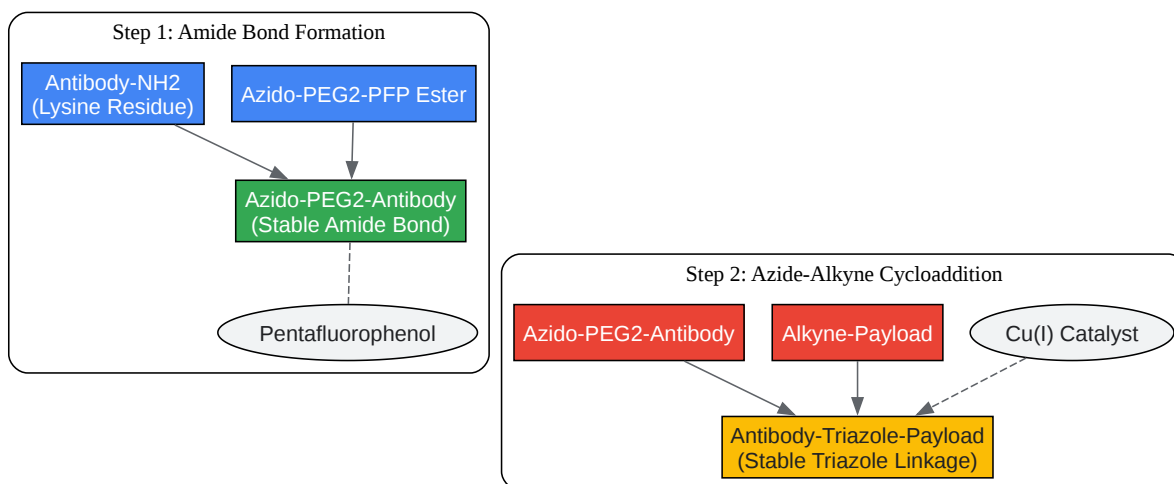 Step 1: Amide Bond Formation
Antibody-NH2
(Lysine Residue)
Azido-PEG2-PFP Ester
Azido-PEG2-Antibody
(Stable Amide Bond)
Pentafluorophenol
Step 2: Azide-Alkyne Cycloaddition
Azido-PEG2-Antibody
Alkyne-Payload
Cu(I) Catalyst
Antibody-Triazole-Payload
(Stable Triazole Linkage)